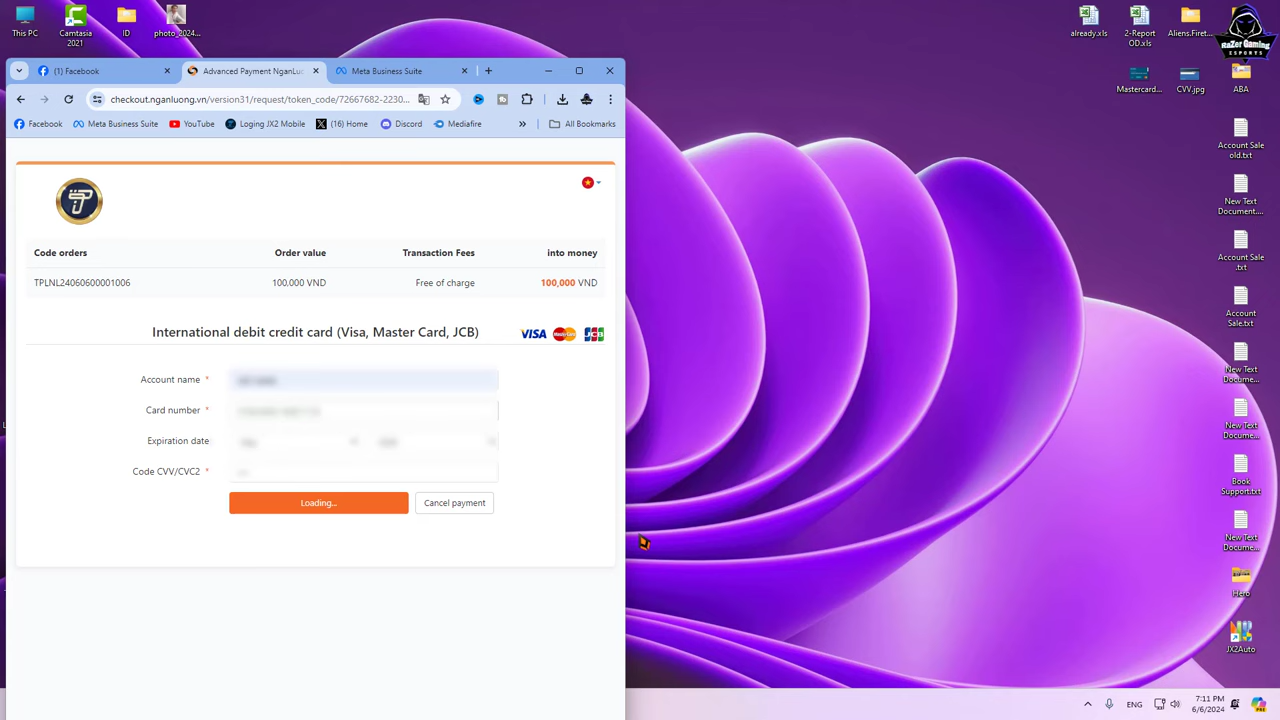 This PC
Camtasia
2021
ID
photo_2024...
already.xls
2-Report
OD.xls
Aliens.Firet...
RaZer Gaming
ESPORTS
Mastercard...
CVV.jpg
ABA
(1) Facebook
Advanced Payment NganLuo
Meta Business Suite
checkout.nganluong.vn/version31/request/token_code/72667682-2230...
Facebook
Meta Business Suite
YouTube
Loging JX2 Mobile
(16) Home
Discord
Mediafire
»
All Bookmarks
Code orders
Order value
Transaction Fees
into money
TPLNL24060600001006
100,000 VND
Free of charge
100,000 VND
International debit credit card (Visa, Master Card, JCB)
VISA
MasterCard
JCB
Account name *
Card number *
Expiration date
Code CVV/CVC2 *
Loading...
Cancel payment
Account Sale
old.txt
New Text
Document....
Account Sale
.txt
Account
Sale.txt
New Text
Docume...
New Text
Docume...
Book
Support.txt
New Text
Docume...
Hero
JX2Auto
ENG
7:11 PM
6/6/2024